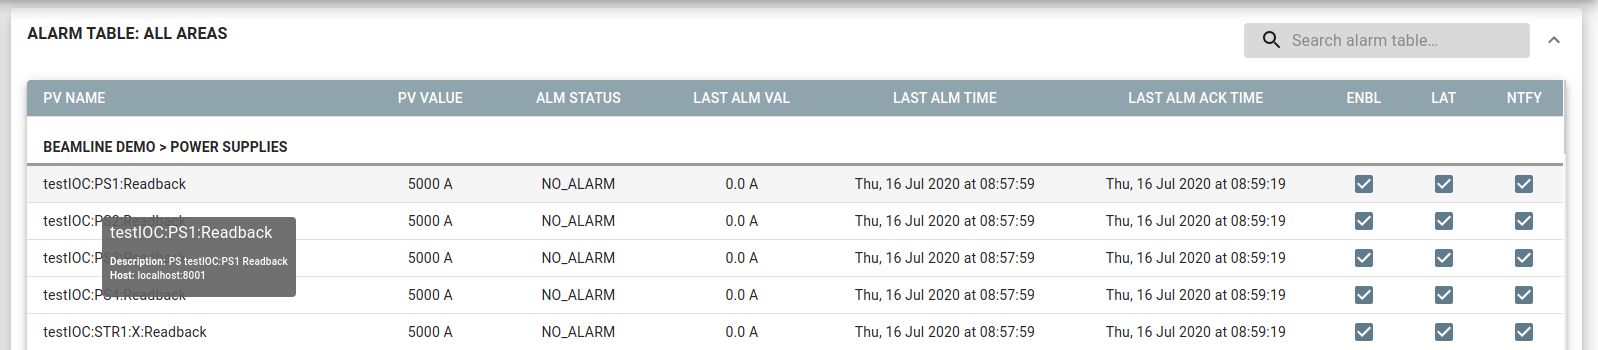 ALARM TABLE: ALL AREAS
Search alarm table...
PV NAME PV VALUE ALM STATUS LAST ALM VAL LAST ALM TIME LAST ALM ACK TIME ENBL LAT NTFY
BEAMLINE DEMO > POWER SUPPLIES
testIOC:PS1:Readback 5000 A NO_ALARM 0.0 A Thu, 16 Jul 2020 at 08:57:59 Thu, 16 Jul 2020 at 08:59:19
testIOC:PS2:Readback 5000 A NO_ALARM 0.0 A Thu, 16 Jul 2020 at 08:57:59 Thu, 16 Jul 2020 at 08:59:19
testIOC:PS1:Readback
Description: PS testIOC:PS1 Readback
Host: localhost:8001
testIOC:PS 5000 A NO_ALARM 0.0 A Thu, 16 Jul 2020 at 08:57:59 Thu, 16 Jul 2020 at 08:59:19
testIOC:PS4:Readback 5000 A NO_ALARM 0.0 A Thu, 16 Jul 2020 at 08:57:59 Thu, 16 Jul 2020 at 08:59:19
testIOC:STR1:X:Readback 5000 A NO_ALARM 0.0 A Thu, 16 Jul 2020 at 08:57:59 Thu, 16 Jul 2020 at 08:59:19